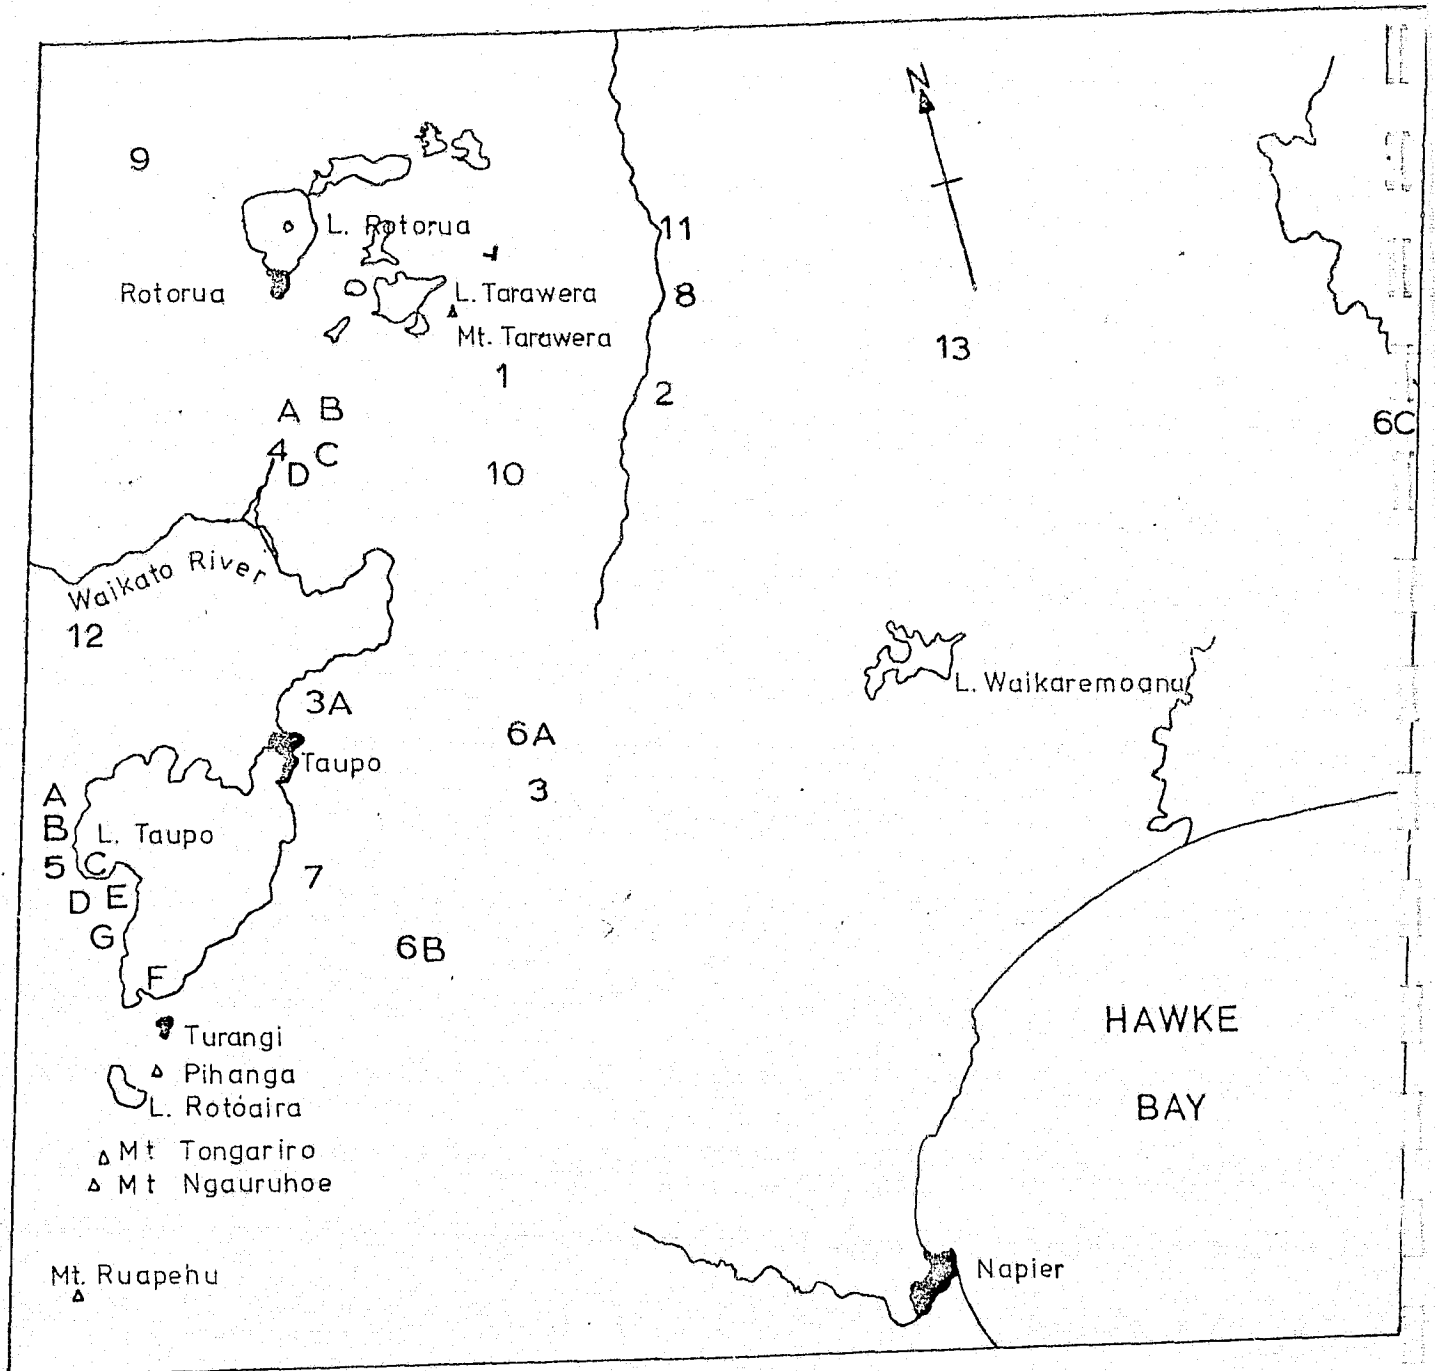 N
9
L. Rotorua
11
Rotorua
L. Tarawera
8
Mt. Tarawera
13
1
2
A B
6C
4 C
D
10
Waikato River
12
L. Waikaremoana
3A
6A
Taupo
3
A
B L. Taupo
5 C
7
D E
G
6B
F
HAWKE
Turangi
Pihanga
L. Rotóaira
BAY
Mt Tongariro
Mt Ngauruhoe
Mt. Ruapehu
Napier